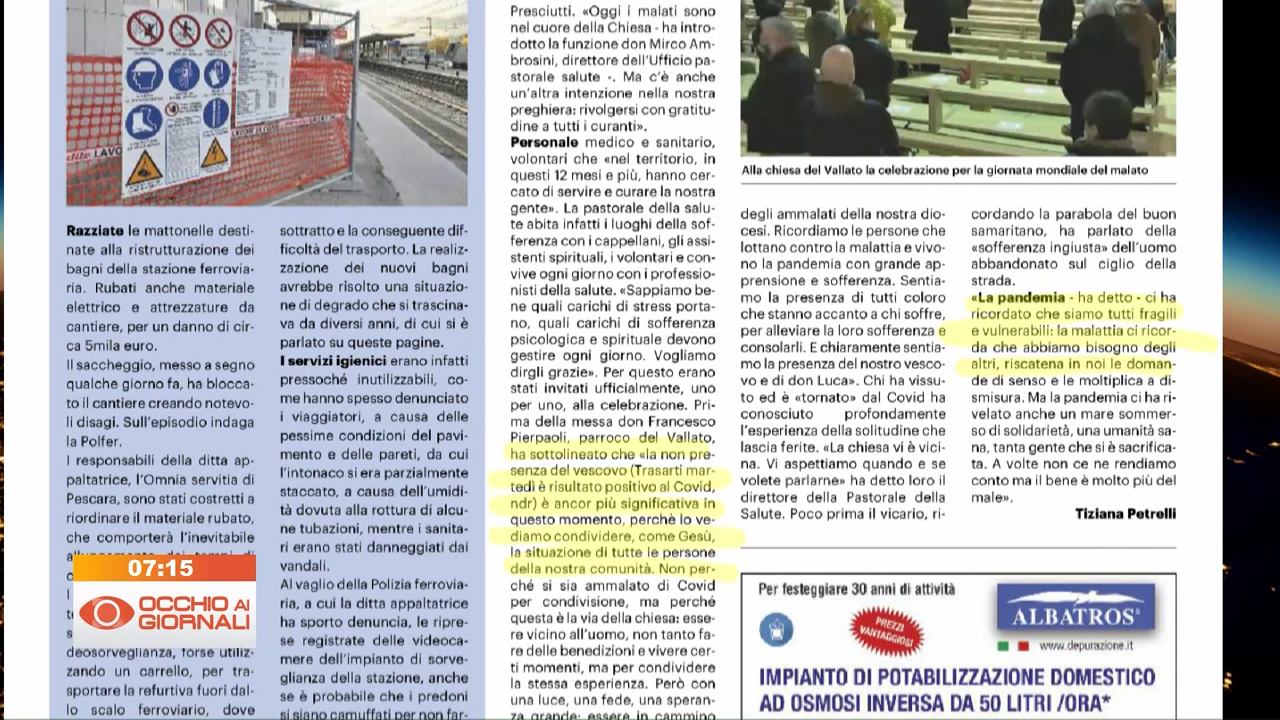 Razziate le mattonelle desti-
nate alla ristrutturazione dei
bagni della stazione ferrovia-
ria. Rubati anche materiale
elettrico e attrezzature da
cantiere, per un danno di cir-
ca 5mila euro.
Il saccheggio, messo a segno
qualche giorno fa, ha blocca-
to il cantiere creando notevo-
li disagi. Sull'episodio indaga
la Polfer.
I responsabili della ditta ap-
paltatrice, l'Omnia servitia di
Pescara, sono stati costretti a
riordinare il materiale rubato,
che comporterà l'inevitabile
deosorveglianza, forse utiliz-
zando un carrello, per tra-
sportare la refurtiva fuori dal-
lo scalo ferroviario, dove
sottratto e la conseguente dif-
ficoltà del trasporto. La realiz-
zazione dei nuovi bagni
avrebbe risolto una situazio-
ne di degrado che si trascina-
va da diversi anni, di cui si è
parlato su queste pagine.
I servizi igienici erano infatti
pressoché inutilizzabili, co-
me hanno spesso denunciato
i viaggiatori, a causa delle
pessime condizioni del pavi-
mento e delle pareti, da cui
l'intonaco si era parzialmente
staccato, a causa dell'umidi-
tà dovuta alla rottura di alcu-
ne tubazioni, mentre i sanita-
ri erano stati danneggiati dai
vandali.
Al vaglio della Polizia ferrovia-
ria, a cui la ditta appaltatrice
ha sporto denuncia, le ripre-
se registrate delle videoca-
mere dell'impianto di sorve-
glianza della stazione, anche
se è probabile che i predoni
si siano camuffati per non far-
Presciutti. «Oggi i malati sono
nel cuore della Chiesa - ha intro-
dotto la funzione don Mirco Am-
brosini, direttore dell'Ufficio pa-
storale salute -. Ma c'è anche
un'altra intenzione nella nostra
preghiera: rivolgersi con gratitu-
dine a tutti i curanti».
Personale medico e sanitario,
volontari che «nel territorio, in
questi 12 mesi e più, hanno cer-
cato di servire e curare la nostra
gente». La pastorale della salu-
te abita infatti i luoghi della sof-
ferenza con i cappellani, gli assi-
stenti spirituali, i volontari e con-
vive ogni giorno con i professio-
nisti della salute. «Sappiamo be-
ne quali carichi di stress porta-
no, quali carichi di sofferenza
psicologica e spirituale devono
gestire ogni giorno. Vogliamo
dirgli grazie». Per questo erano
stati invitati ufficialmente, uno
per uno, alla celebrazione. Pri-
ma della messa don Francesco
Pierpaoli, parroco del Vallato,
ha sottolineato che «la non pre-
senza del vescovo (Trasarti mar-
tedì è risultato positivo al Covid,
ndr) è ancor più significativa in
questo momento, perchè lo ve-
diamo condividere, come Gesù,
la situazione di tutte le persone
della nostra comunità. Non per-
ché si sia ammalato di Covid
per condivisione, ma perché
questa è la via della chiesa: esse-
re vicino all'uomo, non tanto fa-
re delle benedizioni e vivere cer-
ti momenti, ma per condividere
la stessa esperienza. Però con
una luce, una fede, una speran-
za grande: essere in cammino
Alla chiesa del Vallato la celebrazione per la giornata mondiale del malato
degli ammalati della nostra dio-
cesi. Ricordiamo le persone che
lottano contro la malattia e vivo-
no la pandemia con grande ap-
prensione e sofferenza. Sentia-
mo la presenza di tutti coloro
che stanno accanto a chi soffre,
per alleviare la loro sofferenza e
consolarli. E chiaramente sentia-
mo la presenza del nostro vesco-
vo e di don Luca». Chi ha vissu-
to ed è «tornato» dal Covid ha
conosciuto profondamente
l'esperienza della solitudine che
lascia ferite. «La chiesa vi è vici-
na. Vi aspettiamo quando e se
volete parlarne» ha detto loro il
direttore della Pastorale della
Salute. Poco prima il vicario, ri-
cordando la parabola del buon
samaritano, ha parlato della
«sofferenza ingiusta» dell'uomo
abbandonato sul ciglio della
strada.
«La pandemia - ha detto - ci ha
ricordato che siamo tutti fragili
e vulnerabili: la malattia ci ricor-
da che abbiamo bisogno degli
altri, riscatena in noi le doman-
de di senso e le moltiplica a di-
smisura. Ma la pandemia ci ha ri-
velato anche un mare sommer-
so di solidarietà, una umanità sa-
na, tanta gente che si è sacrifica-
ta. A volte non ce ne rendiamo
conto ma il bene è molto più del
male».
Tiziana Petrelli
Per festeggiare 30 anni di attività
PREZZI
VANTAGGIOSI!
ALBATROS®
www.depurazione.it
IMPIANTO DI POTABILIZZAZIONE DOMESTICO
AD OSMOSI INVERSA DA 50 LITRI /ORA*
07:15
OCCHIO AI
GIORNALI